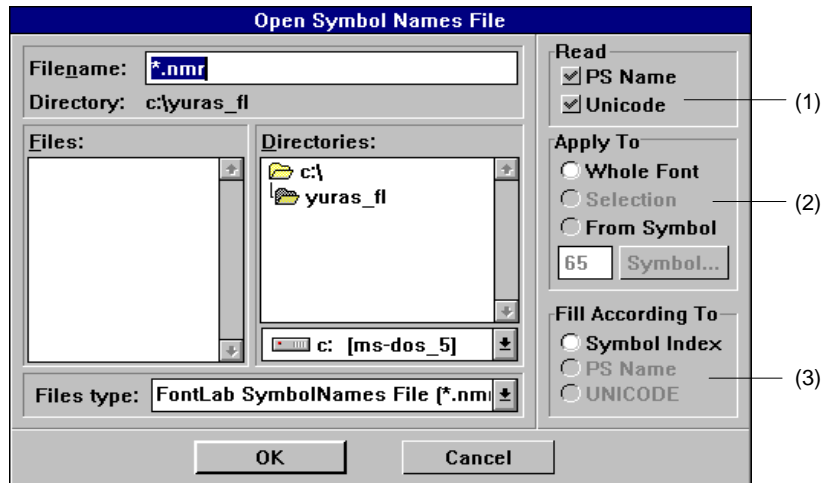 Open Symbol Names File
Filename: *.nmr
Directory: c:\yuras_fl
Files:
Directories:
c:\
yuras_fl
c: [ms-dos_5]
Files type: FontLab SymbolNames File (*.nmr
Read
PS Name
Unicode
(1)
Apply To
Whole Font
Selection
(2)
From Symbol
65 Symbol...
Fill According To
Symbol Index
PS Name
(3)
UNICODE
OK Cancel